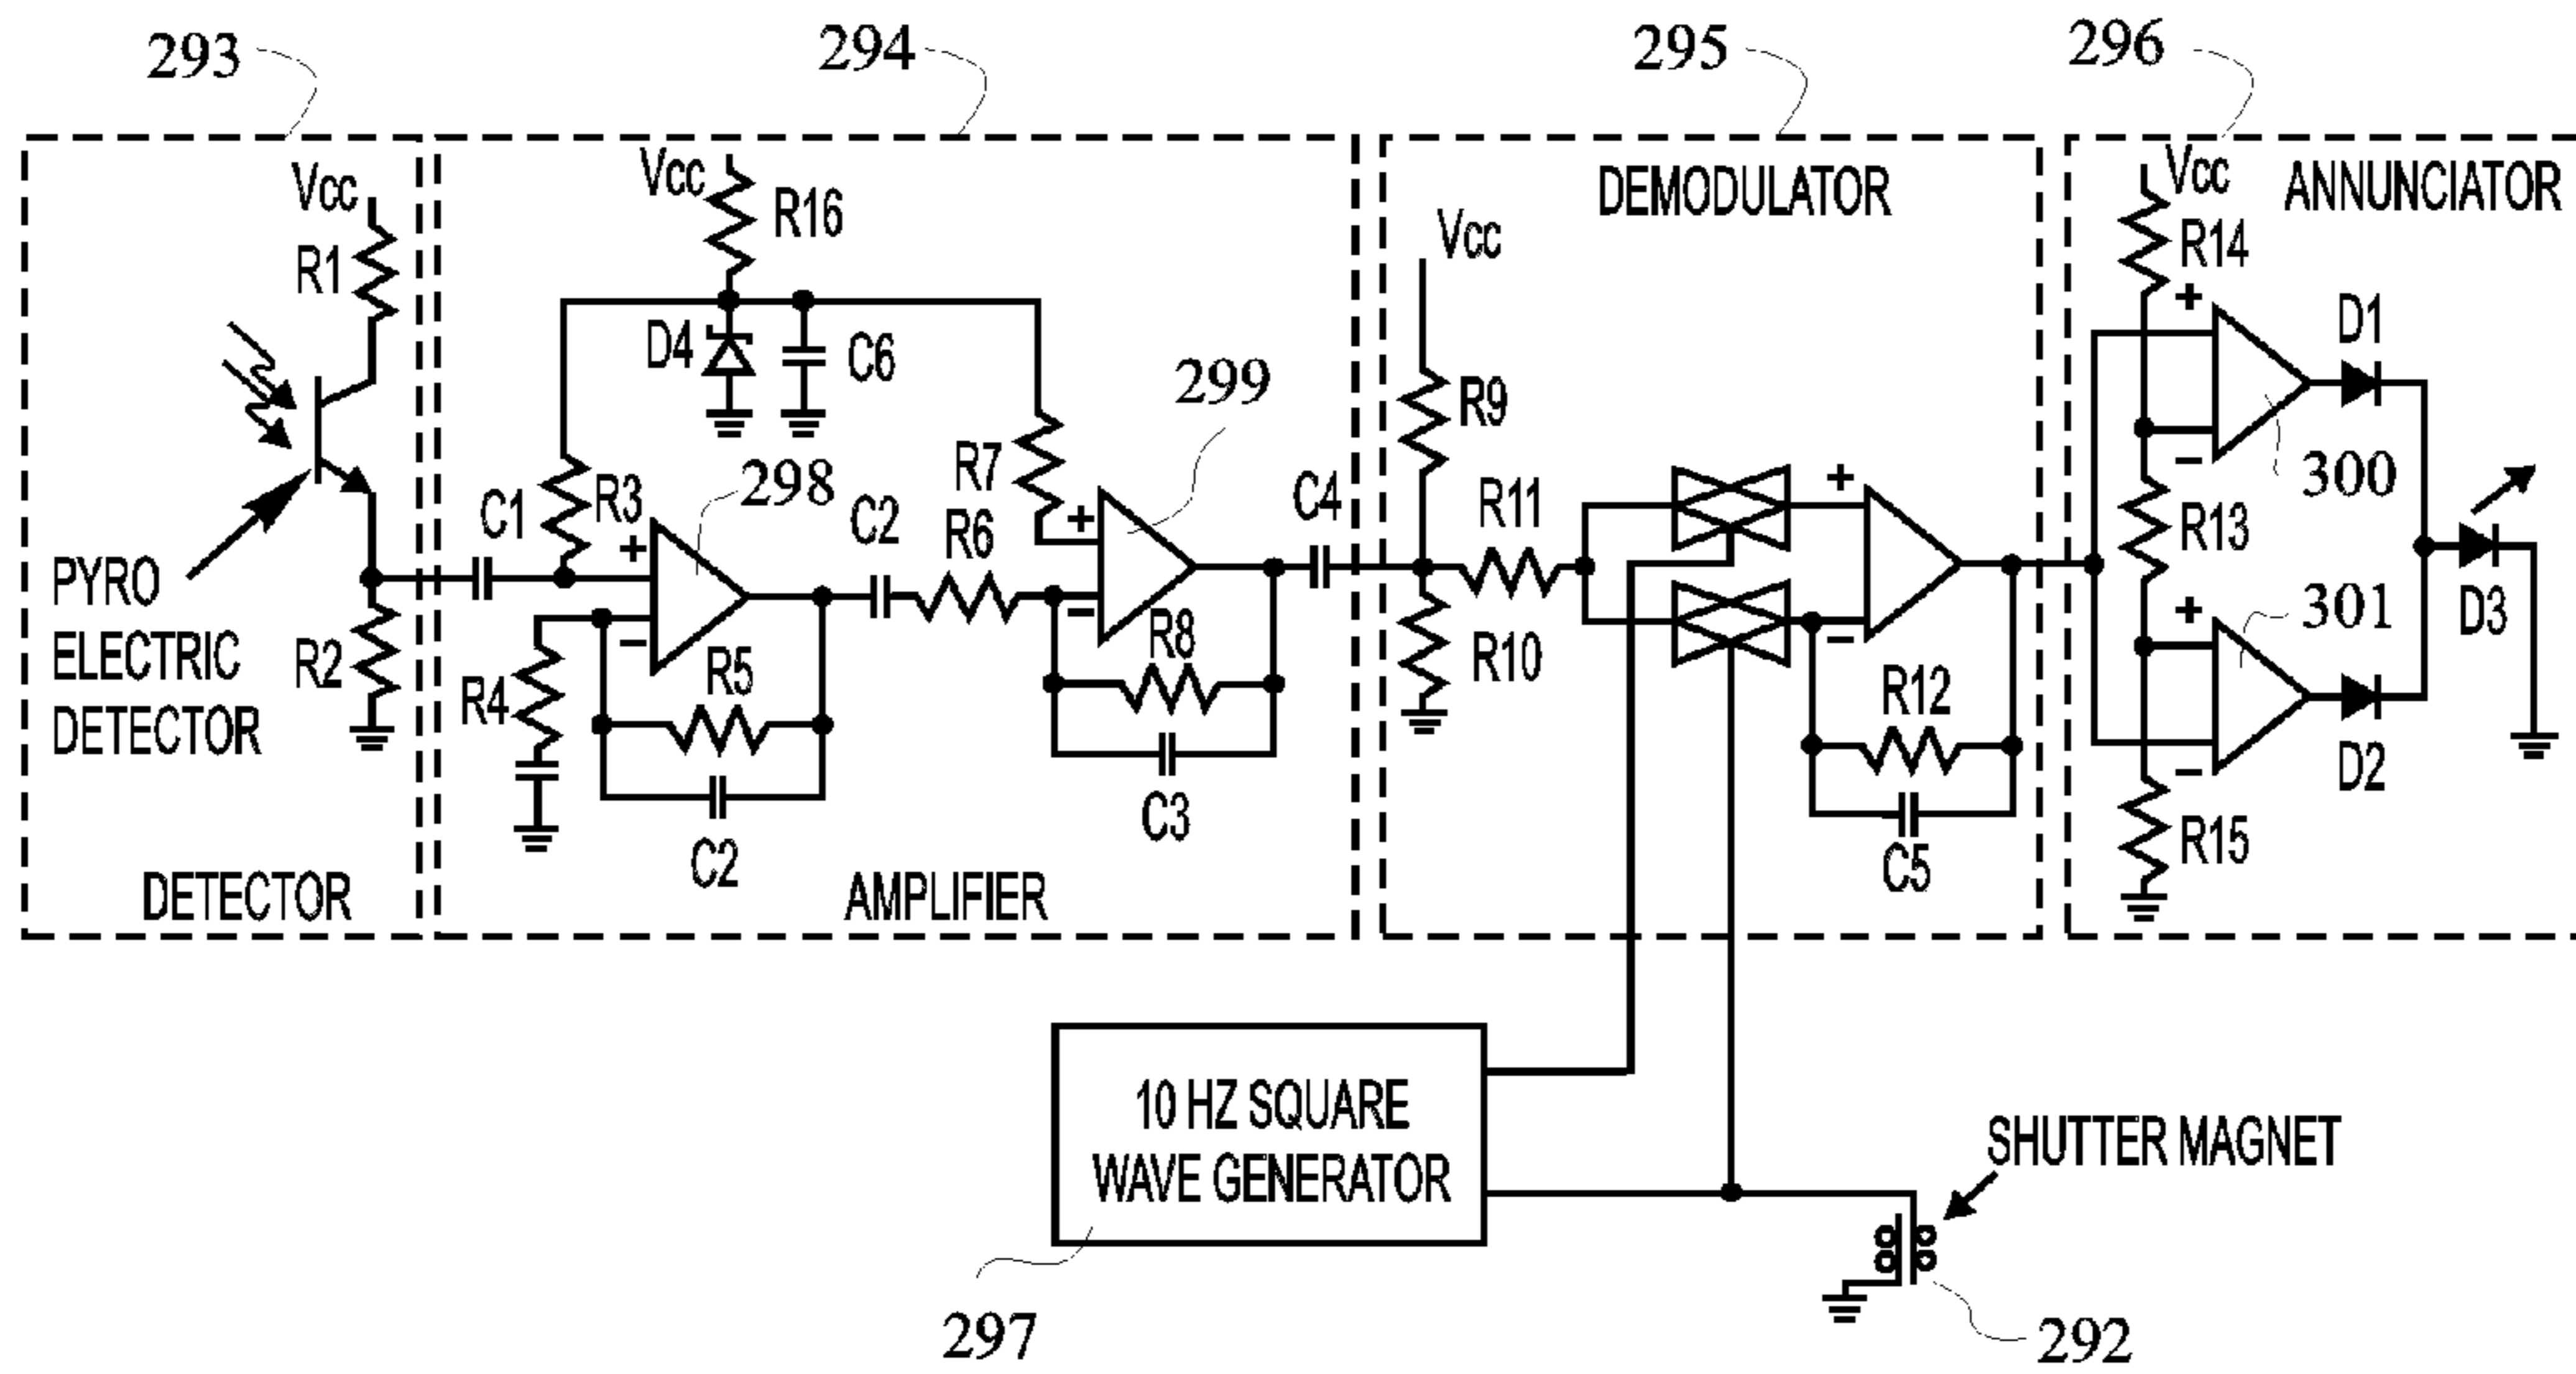 293
294
295
296
Vcc
R1
PYRO
ELECTRIC
DETECTOR
R2
DETECTOR
Vcc
R16
D4
C6
C1
R3
+
298
−
R4
R5
C2
C2
R6
R7
299
+
−
R8
C3
AMPLIFIER
C4
DEMODULATOR
Vcc
R9
R11
R10
+
−
R12
C5
ANNUNCIATOR
Vcc
R14
+
D1
−
300
R13
+
301
D3
−
D2
R15
10 HZ SQUARE
WAVE GENERATOR
297
SHUTTER MAGNET
292